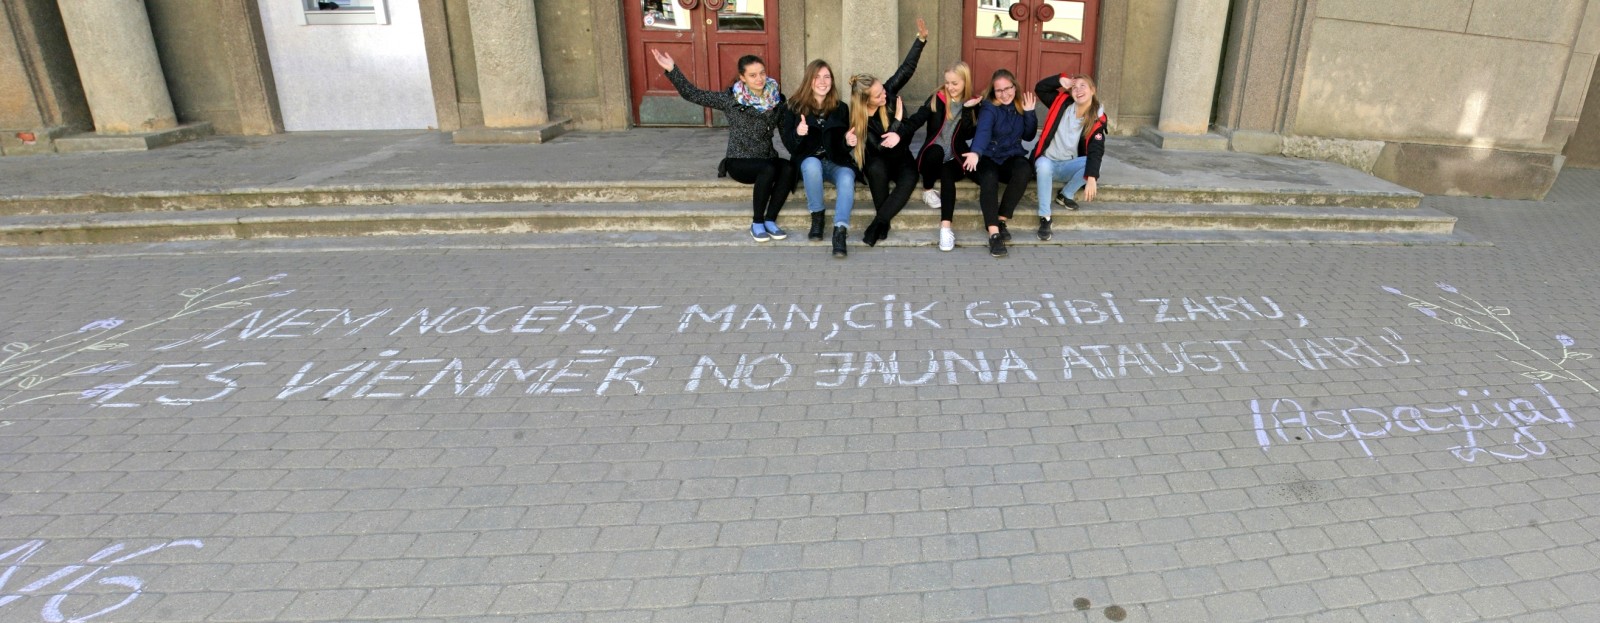 „NEM NOCĒRT MAN, CIK GRIBI ZARU,
ES VIENMĒR NO JAUNA ATAUGT VARU".
/Aspazija/